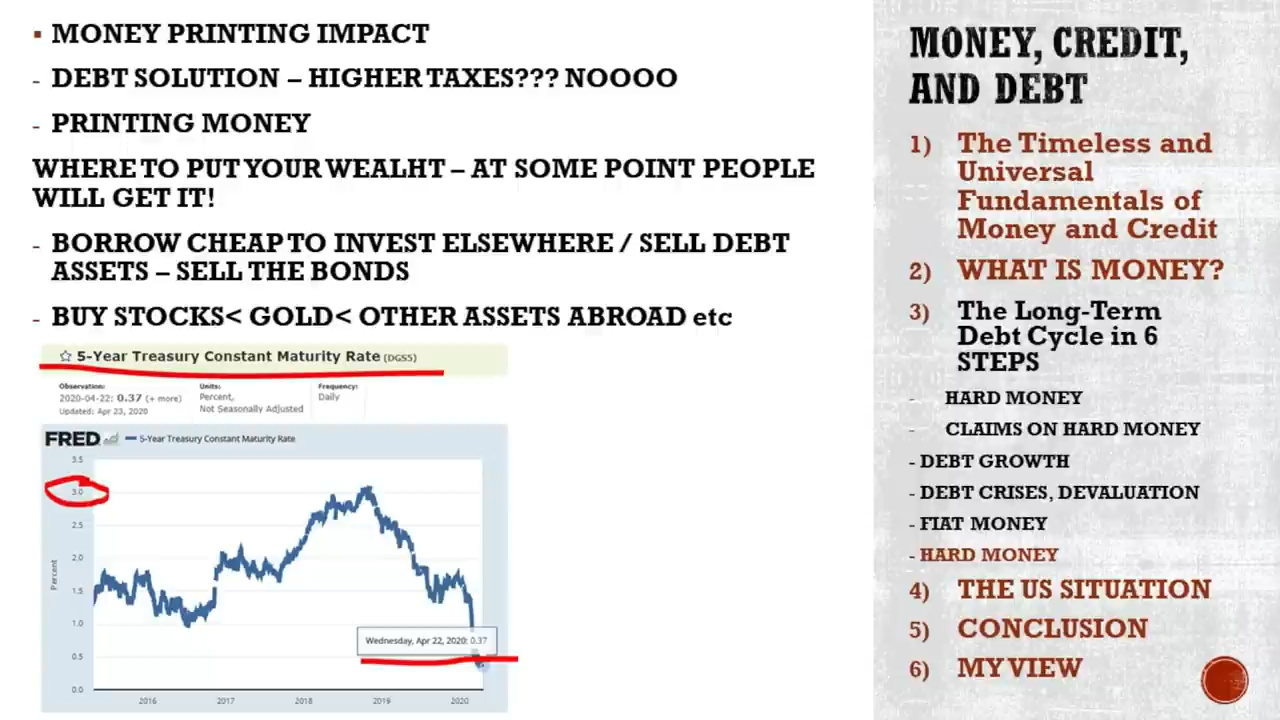 ▪ MONEY PRINTING IMPACT
- DEBT SOLUTION – HIGHER TAXES??? NOOOO
- PRINTING MONEY
WHERE TO PUT YOUR WEALHT – AT SOME POINT PEOPLE
WILL GET IT!
- BORROW CHEAP TO INVEST ELSEWHERE / SELL DEBT
ASSETS – SELL THE BONDS
- BUY STOCKS< GOLD< OTHER ASSETS ABROAD etc
☆ 5-Year Treasury Constant Maturity Rate (DGS5)
Observation:
2020-04-22: 0.37 (+ more)
Updated: Apr 23, 2020
Units:
Percent,
Not Seasonally Adjusted
Frequency:
Daily
FRED — 5-Year Treasury Constant Maturity Rate
3.5
3.0
2.5
2.0
1.5
1.0
0.5
0.0
Percent
Wednesday, Apr 22, 2020: 0.37
2016 2017 2018 2019 2020
MONEY, CREDIT,
AND DEBT
1) The Timeless and
Universal
Fundamentals of
Money and Credit
2) WHAT IS MONEY?
3) The Long-Term
Debt Cycle in 6
STEPS
- HARD MONEY
- CLAIMS ON HARD MONEY
- DEBT GROWTH
- DEBT CRISES, DEVALUATION
- FIAT MONEY
- HARD MONEY
4) THE US SITUATION
5) CONCLUSION
6) MY VIEW